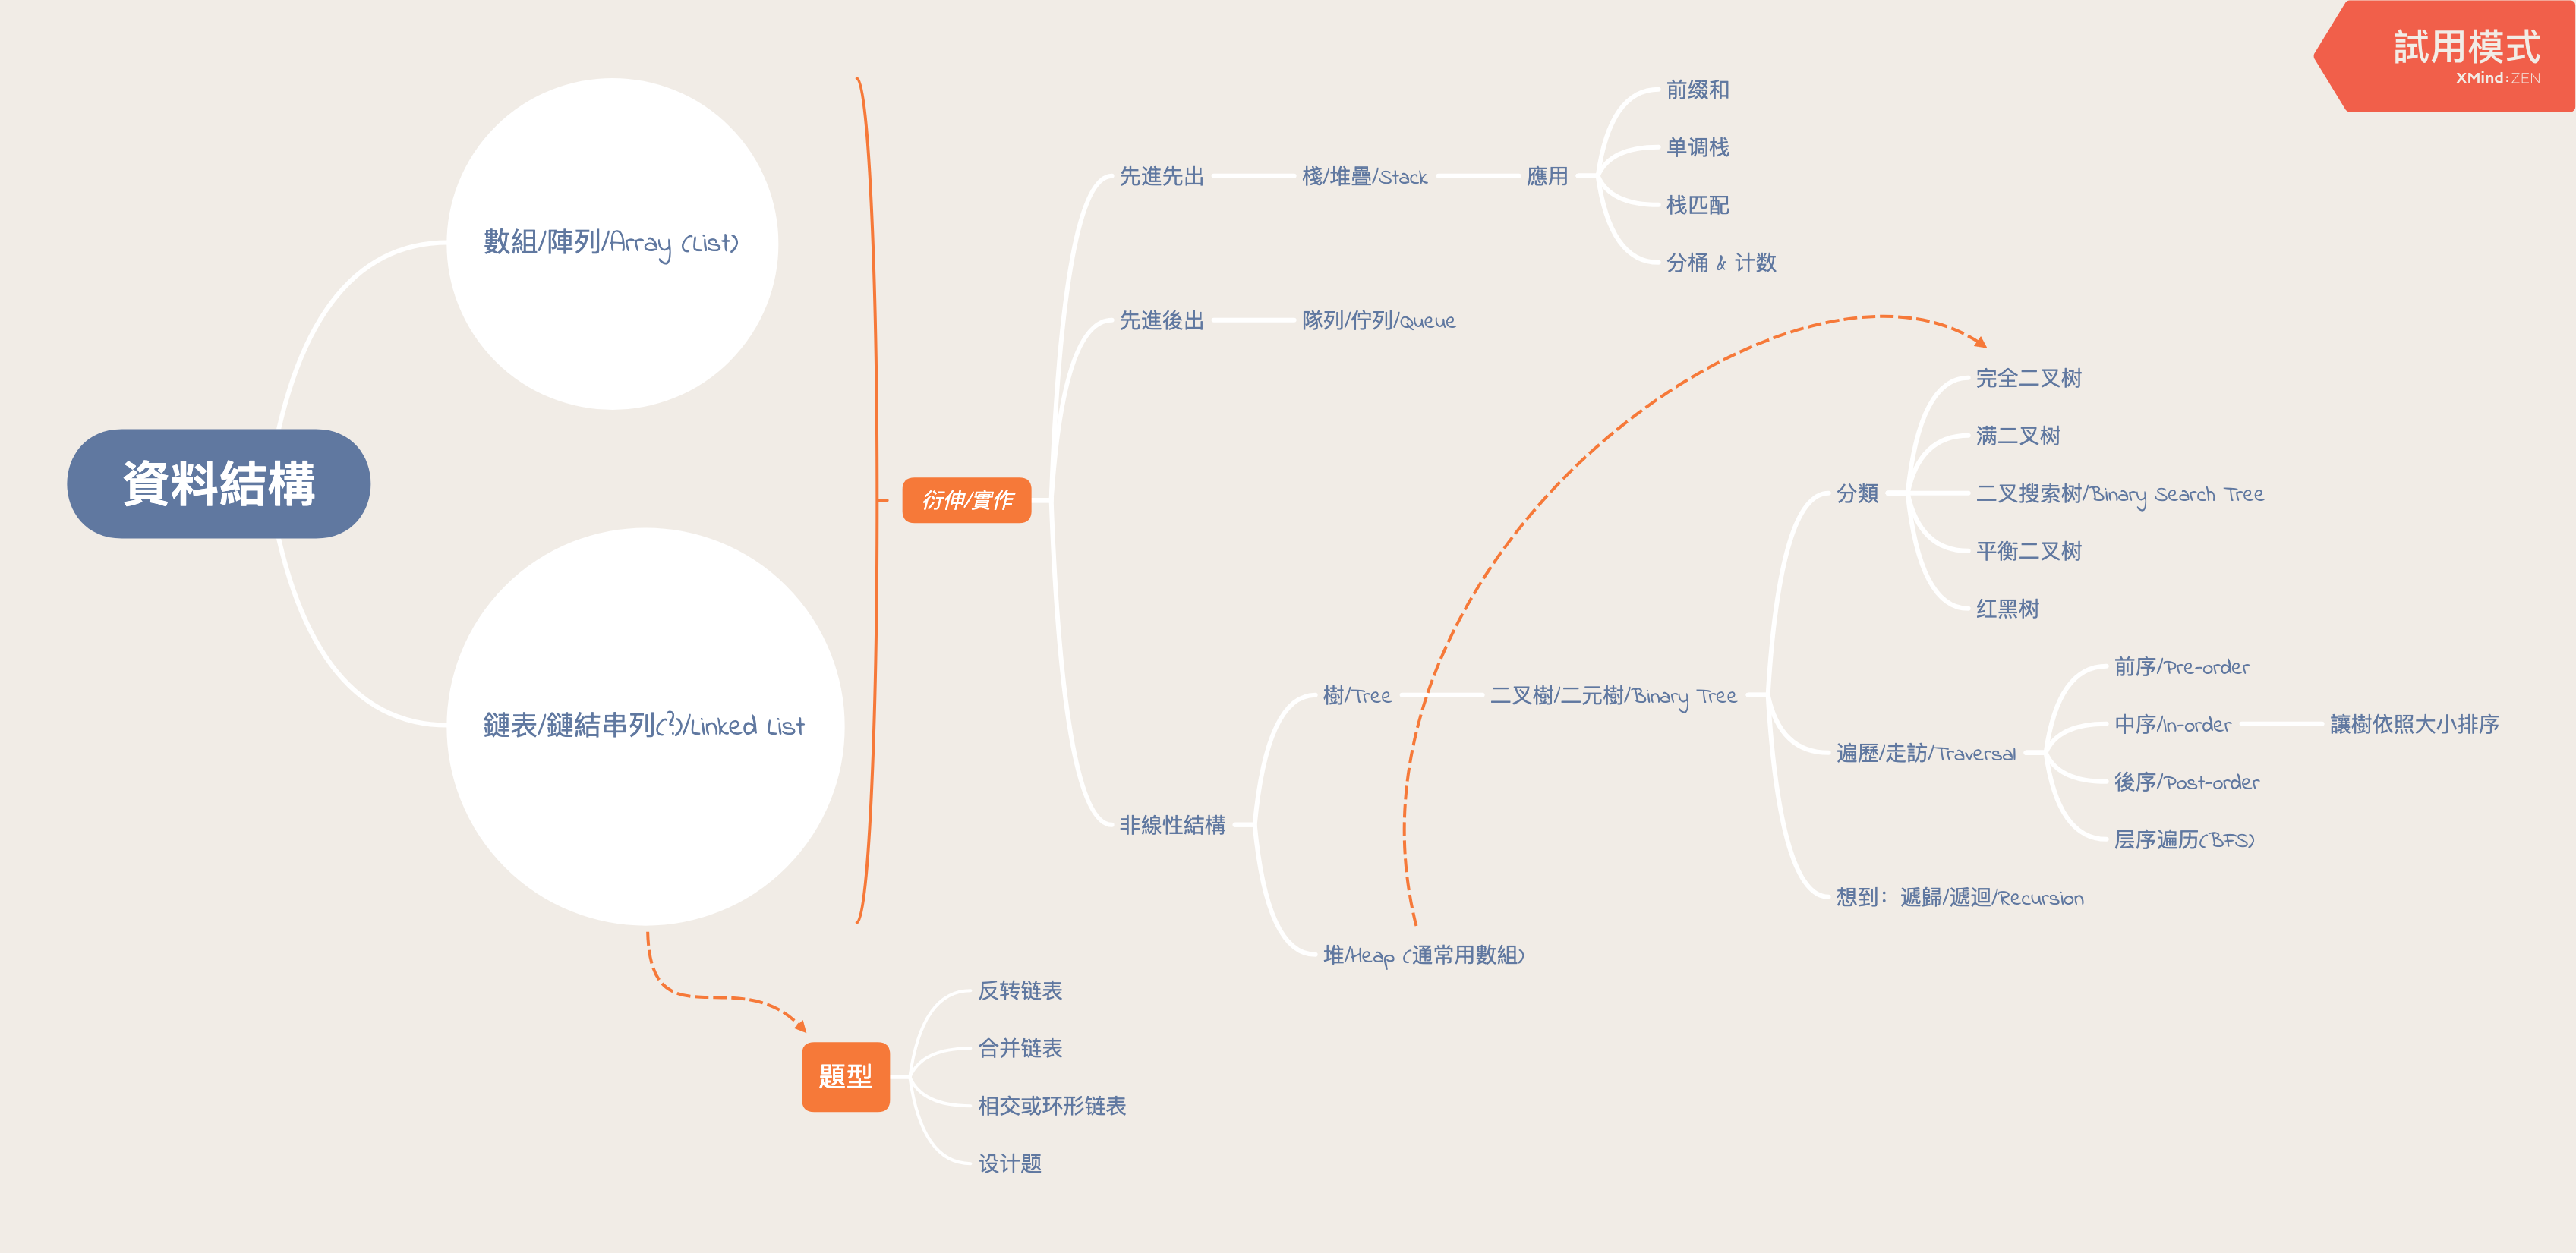 試用模式
XMind:ZEN
資料結構
數組/陣列/Array (List)
鏈表/鏈結串列(?)/Linked List
衍伸/實作
先進先出
棧/堆疊/Stack
應用
前缀和
单调栈
栈匹配
分桶 & 计数
先進後出
隊列/佇列/Queue
非線性結構
樹/Tree
二叉樹/二元樹/Binary Tree
分類
完全二叉树
满二叉树
二叉搜索树/Binary Search Tree
平衡二叉树
红黑树
遍歷/走訪/Traversal
前序/Pre-order
中序/In-order
讓樹依照大小排序
後序/Post-order
层序遍历(BFS)
想到：遞歸/遞迴/Recursion
堆/Heap (通常用數組)
題型
反转链表
合并链表
相交或环形链表
设计题